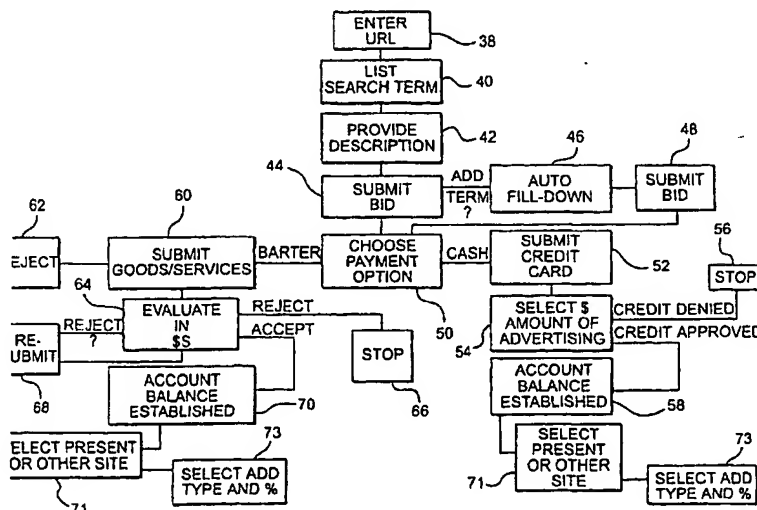 ENTER
URL
38
LIST
SEARCH TERM
40
PROVIDE
DESCRIPTION
42
44
SUBMIT
BID
ADD
TERM
?
46
AUTO
FILL-DOWN
48
SUBMIT
BID
62
EJECT
60
SUBMIT
GOODS/SERVICES
BARTER
CHOOSE
PAYMENT
OPTION
50
CASH
SUBMIT
CREDIT
CARD
52
56
STOP
64
EVALUATE
IN
$S
REJECT
?
RE-
SUBMIT
68
REJECT
ACCEPT
STOP
66
54
SELECT $
AMOUNT OF
ADVERTISING
CREDIT DENIED
CREDIT APPROVED
ACCOUNT
BALANCE
ESTABLISHED
70
ACCOUNT
BALANCE
ESTABLISHED
58
ELECT PRESENT
OR OTHER SITE
71
73
SELECT ADD
TYPE AND %
SELECT
PRESENT
OR OTHER
SITE
71
73
SELECT ADD
TYPE AND %